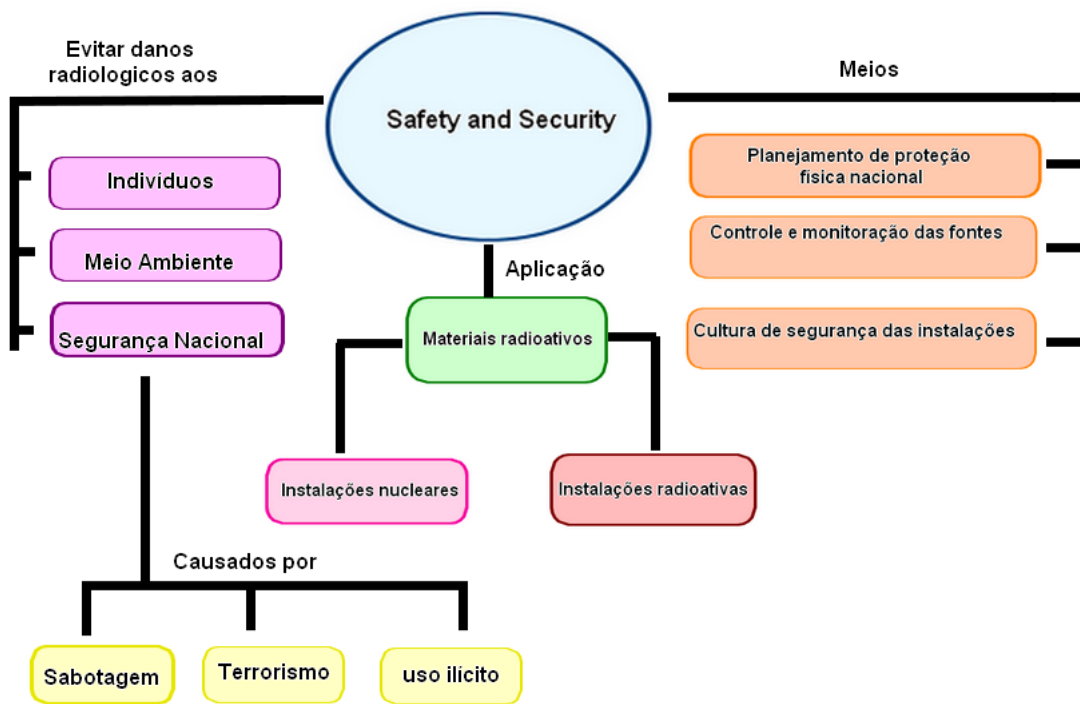 Evitar danos
radiologicos aos
Safety and Security
Meios
Indivíduos
Meio Ambiente
Segurança Nacional
Planejamento de proteção
física nacional
Controle e monitoração das fontes
Cultura de segurança das instalações
Aplicação
Materiais radioativos
Instalações nucleares
Instalações radioativas
Causados por
Sabotagem
Terrorismo
uso ilícito